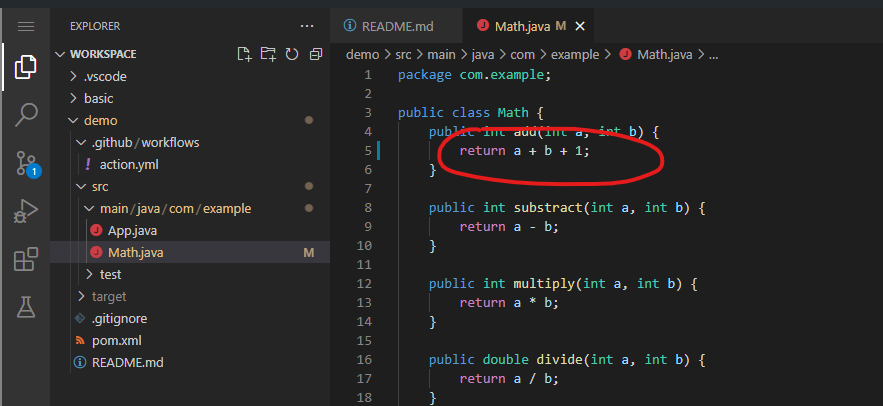 EXPLORER
WORKSPACE
.vscode
basic
demo
.github/workflows
action.yml
src
main/java/com/example
App.java
Math.java M
test
target
.gitignore
pom.xml
README.md
1
README.md
Math.java M
demo > src > main > java > com > example > Math.java > ...
1 package com.example;
2
3 public class Math {
4 public int add(int a, int b) {
5 return a + b + 1;
6 }
7
8 public int substract(int a, int b) {
9 return a - b;
10 }
11
12 public int multiply(int a, int b) {
13 return a * b;
14 }
15
16 public double divide(int a, int b) {
17 return a / b;
18 }